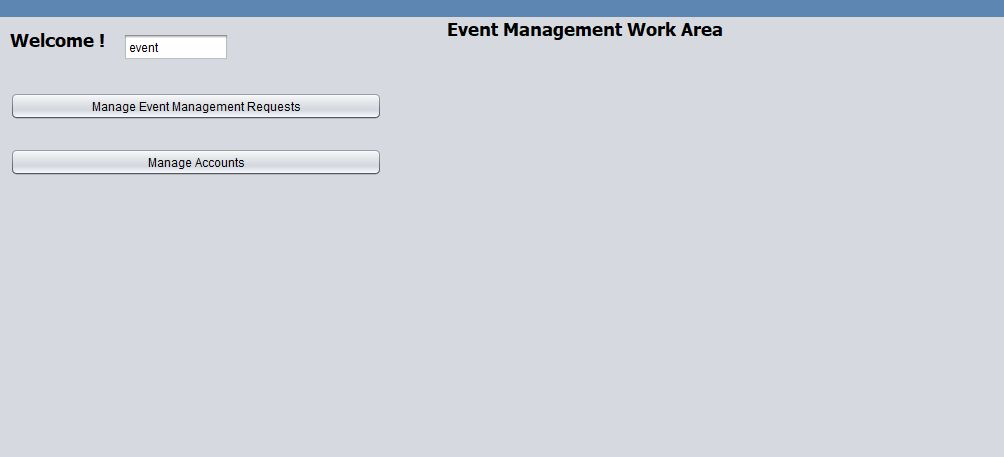 Event Management Work Area
Welcome !
event
Manage Event Management Requests
Manage Accounts